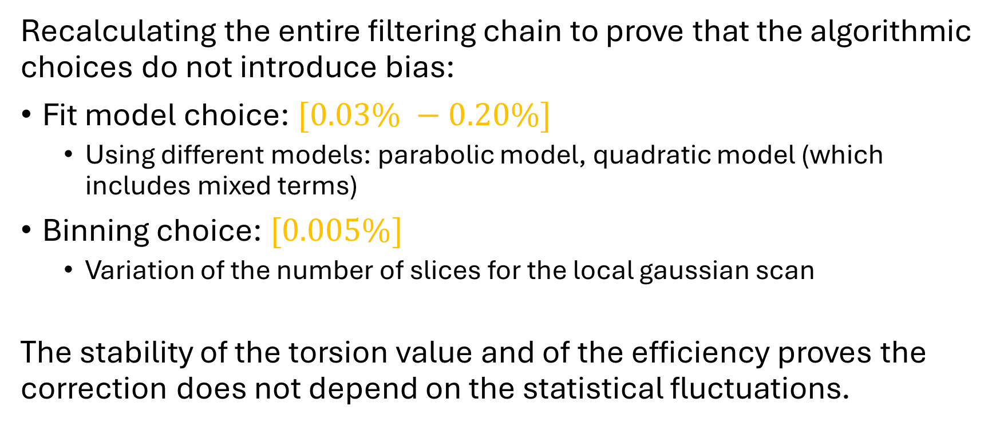 Recalculating the entire filtering chain to prove that the algorithmic
choices do not introduce bias:
• Fit model choice: [0.03% − 0.20%]
• Using different models: parabolic model, quadratic model (which
includes mixed terms)
• Binning choice: [0.005%]
• Variation of the number of slices for the local gaussian scan
The stability of the torsion value and of the efficiency proves the
correction does not depend on the statistical fluctuations.